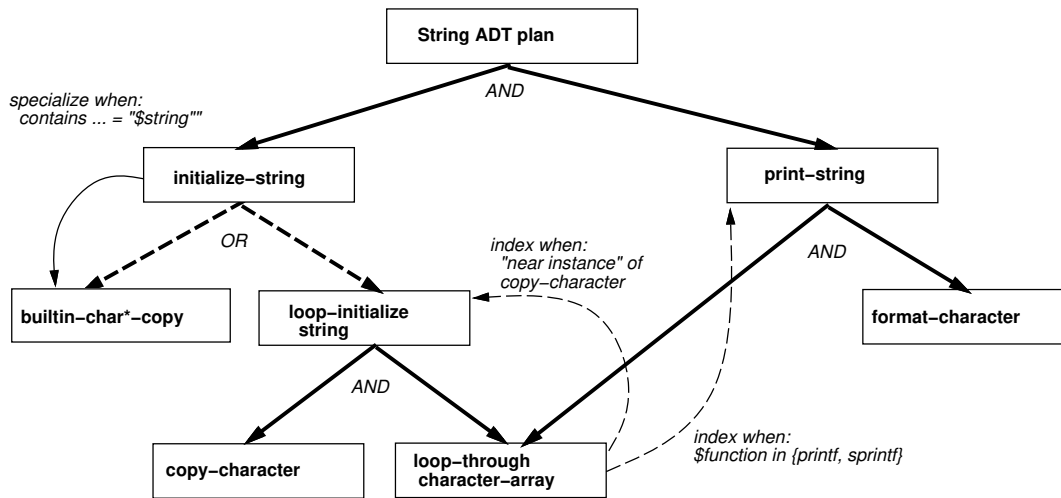 String ADT plan
AND
specialize when:
contains ... = "$string""
initialize−string
print−string
OR
AND
index when:
"near instance" of
copy−character
builtin−char*−copy
loop−initialize
string
format−character
AND
copy−character
loop−through
character−array
index when:
$function in {printf, sprintf}